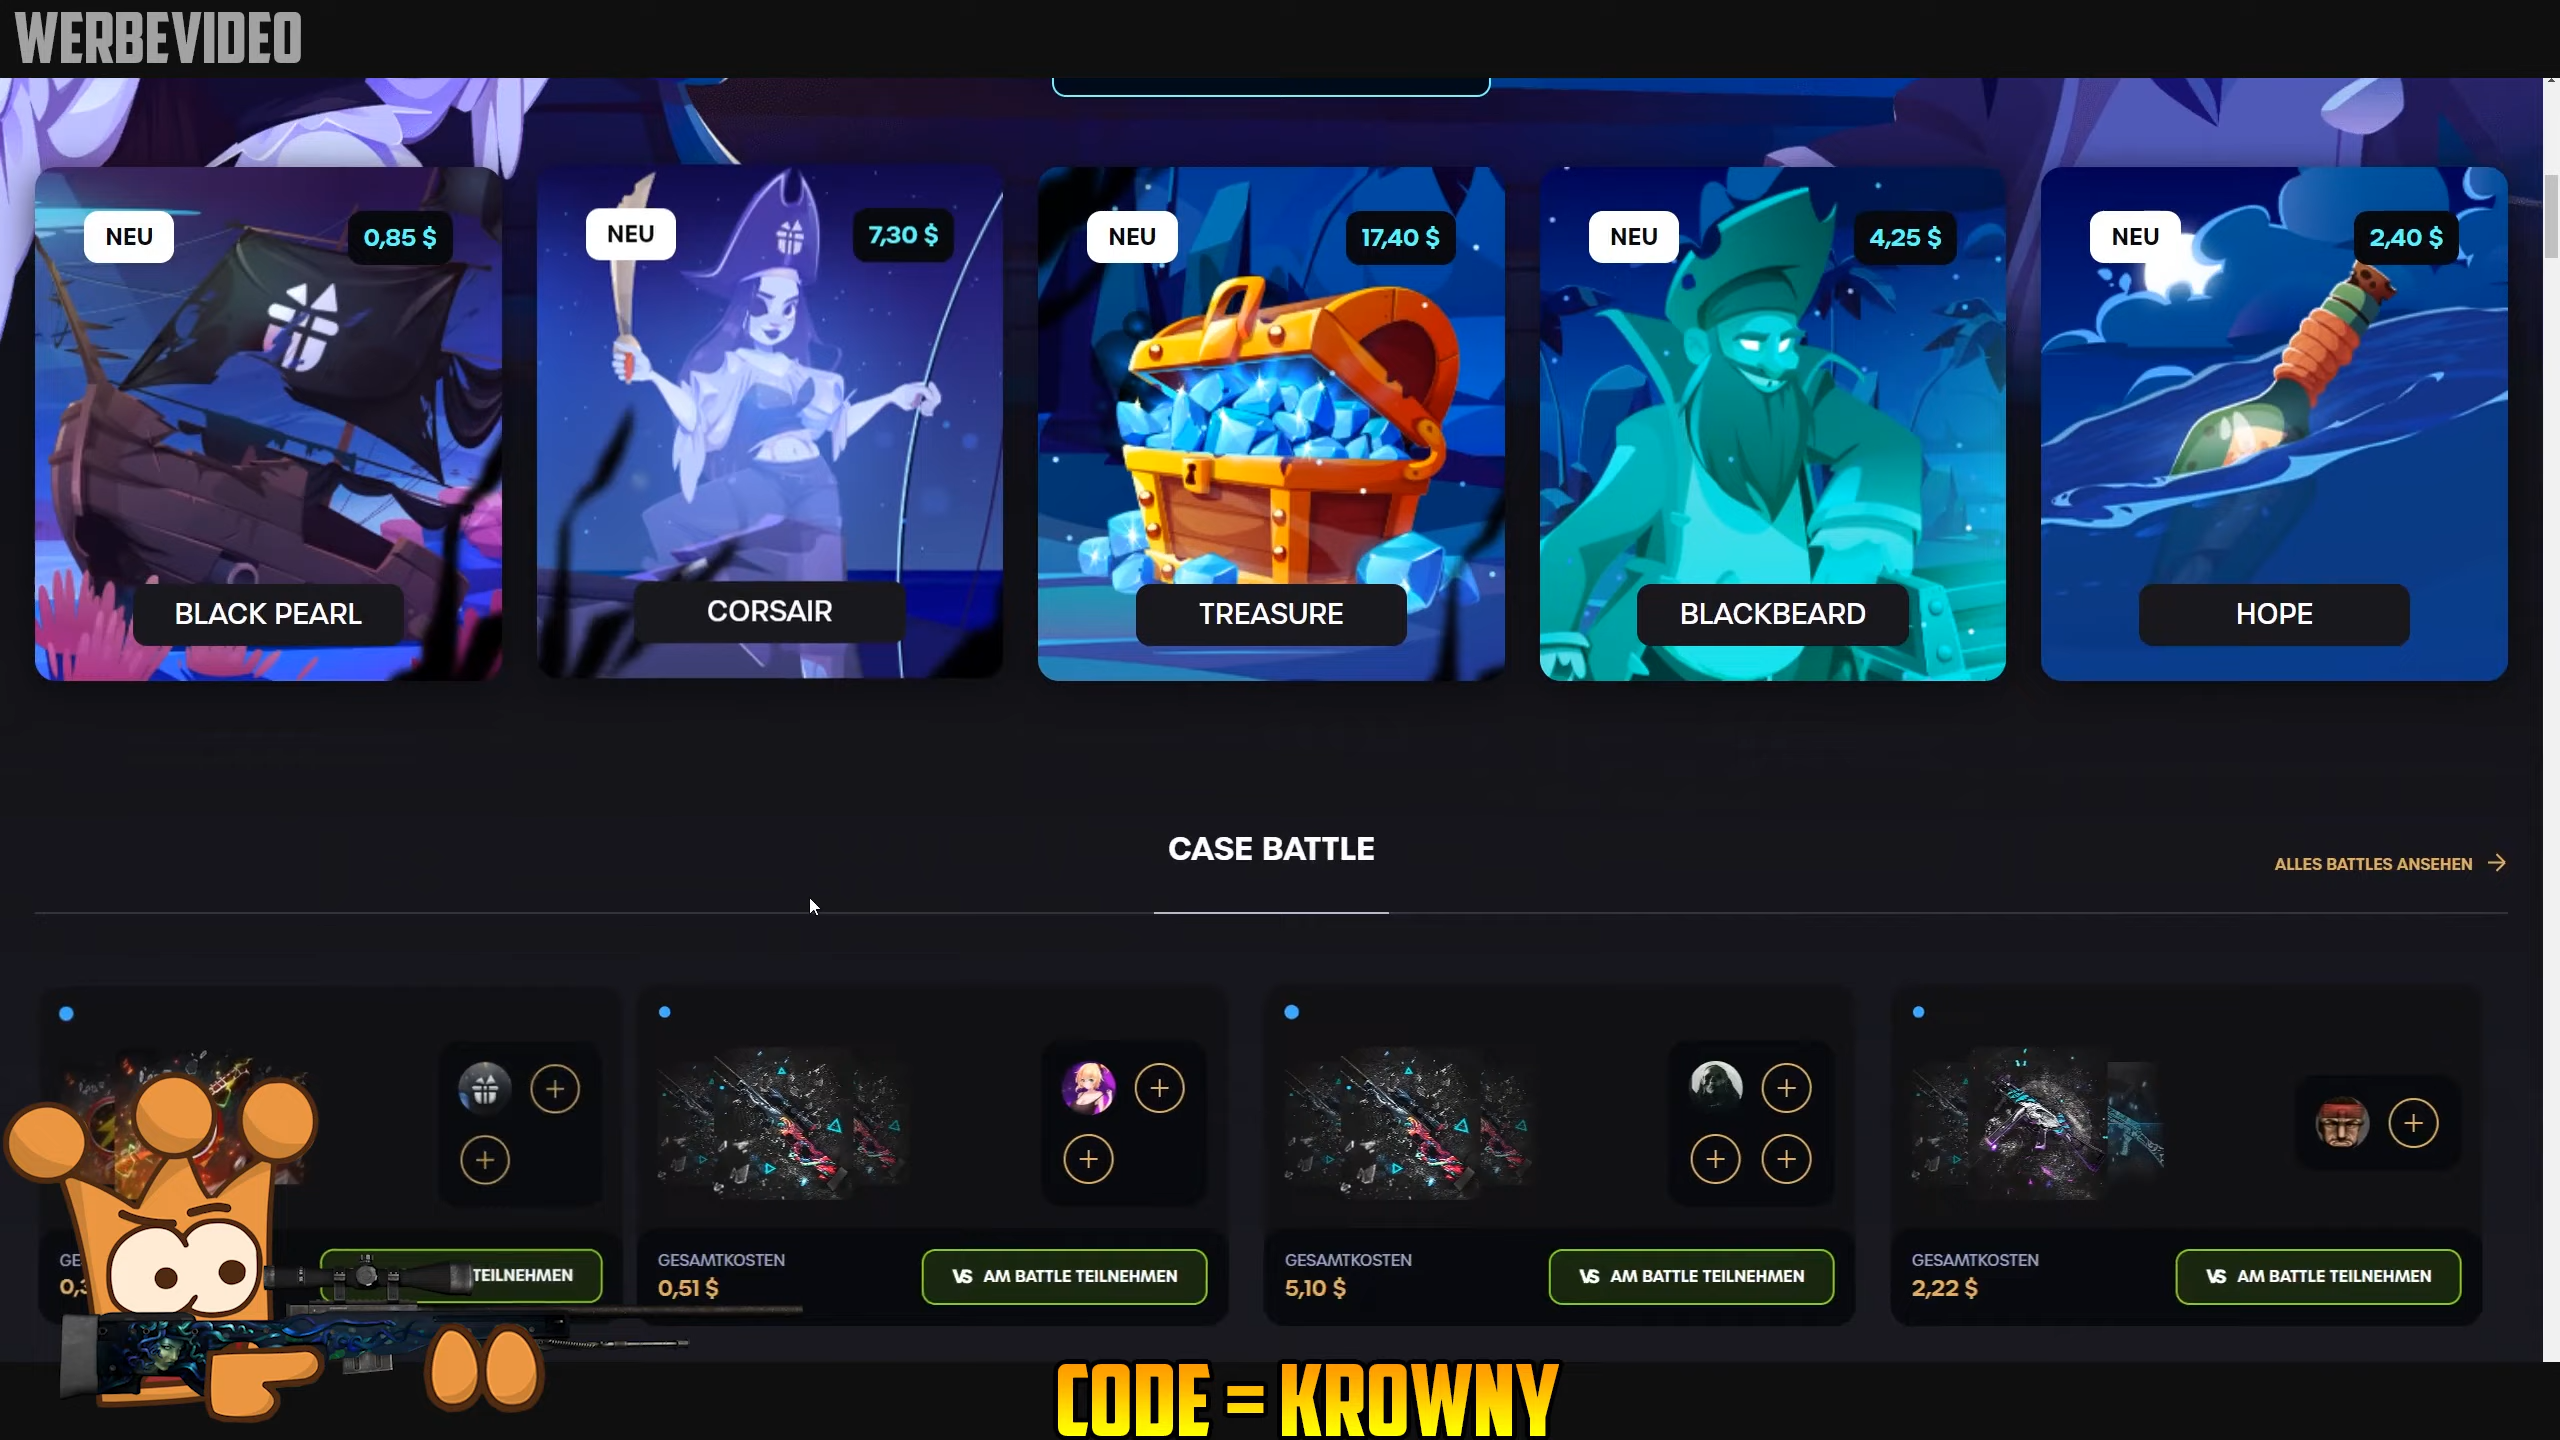 WERBEVIDEO
NEU
0,85 $
NEU
7,30 $
NEU
17,40 $
NEU
4,25 $
NEU
2,40 $
BLACK PEARL
CORSAIR
TREASURE
BLACKBEARD
HOPE
CASE BATTLE
ALLES BATTLES ANSEHEN
TEILNEHMEN
GESAMTKOSTEN
0,51 $
VS AM BATTLE TEILNEHMEN
GESAMTKOSTEN
5,10 $
VS AM BATTLE TEILNEHMEN
GESAMTKOSTEN
2,22 $
VS AM BATTLE TEILNEHMEN
CODE = KROWNY